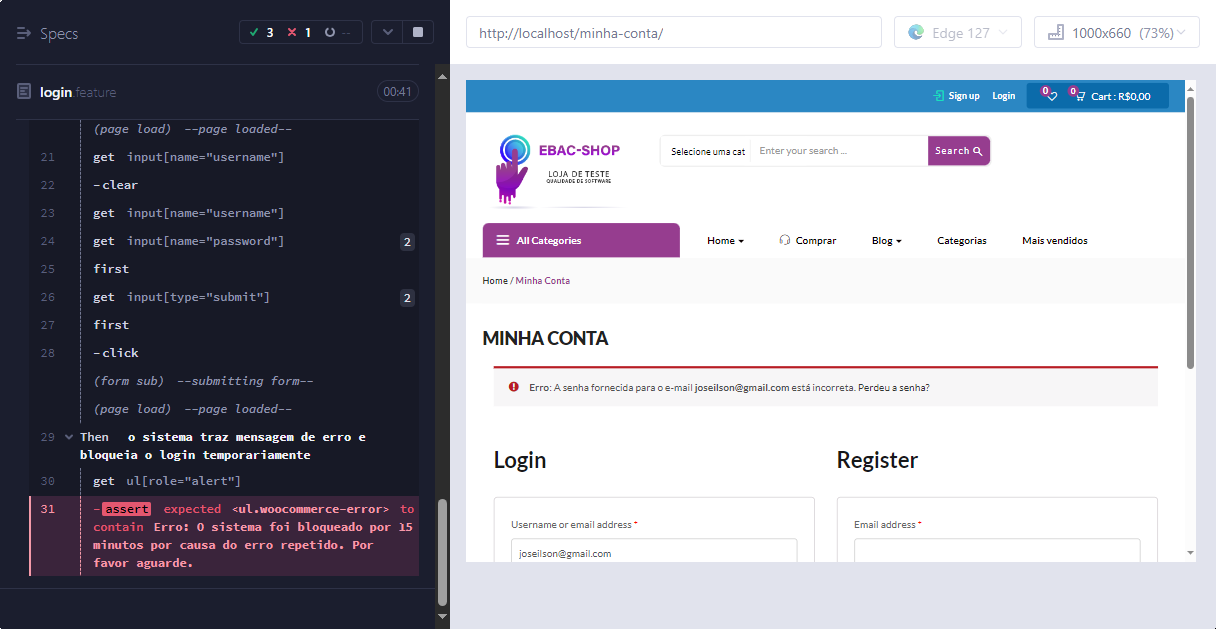 Specs
3 1 --
login feature
00:41
(page load) --page loaded--
21 get input[name="username"]
22 -clear
23 get input[name="username"]
24 get input[name="password"] 2
25 first
26 get input[type="submit"] 2
27 first
28 -click
(form sub) --submitting form--
(page load) --page loaded--
29 Then o sistema traz mensagem de erro e
bloqueia o login temporariamente
30 get ul[role="alert"]
31 -assert expected <ul.woocommerce-error> to
contain Erro: O sistema foi bloqueado por 15
minutos por causa do erro repetido. Por
favor aguarde.
http://localhost/minha-conta/
Edge 127
1000x660 (73%)
Sign up Login 0 0 Cart : R$0,00
EBAC-SHOP
LOJA DE TESTE
QUALIDADE DE SOFTWARE
Selecione uma cat Enter your search ... Search
All Categories Home Comprar Blog Categorias Mais vendidos
Home / Minha Conta
MINHA CONTA
Erro: A senha fornecida para o e-mail joseilson@gmail.com está incorreta. Perdeu a senha?
Login
Register
Username or email address *
Email address *
joseilson@gmail.com